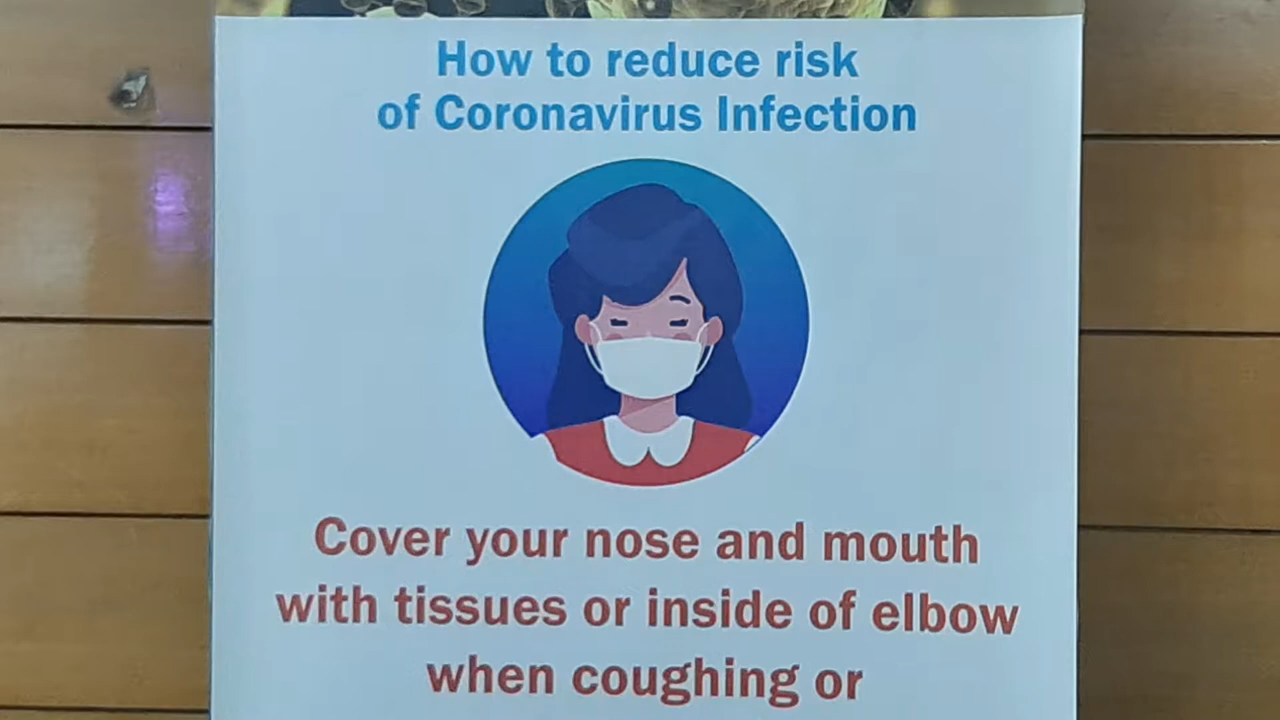 How to reduce risk
of Coronavirus Infection
Cover your nose and mouth
with tissues or inside of elbow
when coughing or